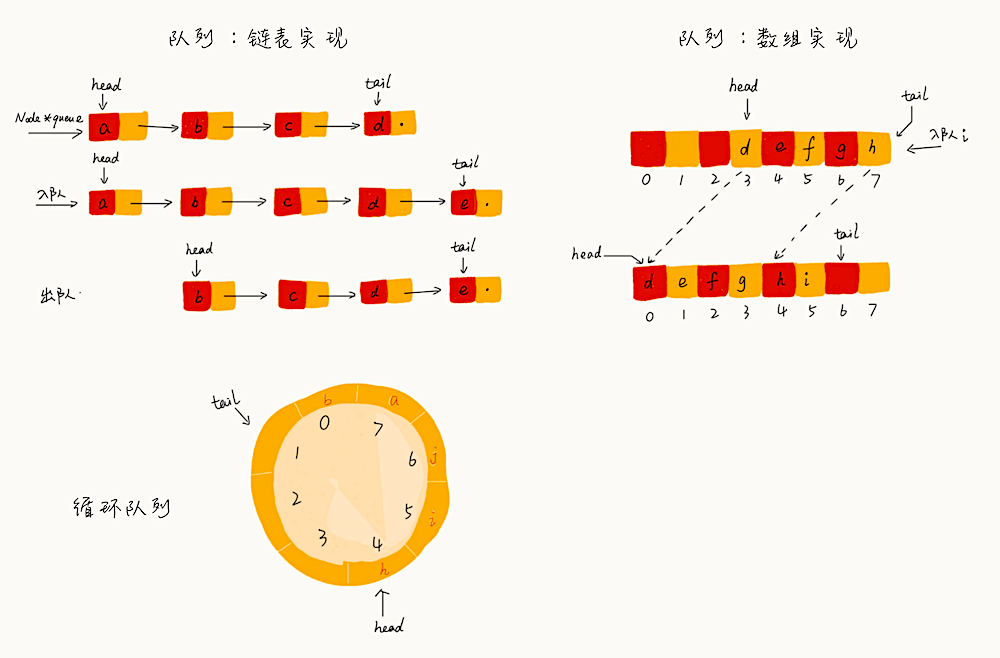 队列：链表实现
head
tail
Node*queue
a b c d
head
tail
入队
a b c d e
head
tail
出队
b c d e
队列：数组实现
head
tail
d e f g h
入队 i
0 1 2 3 4 5 6 7
head
tail
d e f g h i
0 1 2 3 4 5 6 7
循环队列
tail
b a
0 7
1 6 j
2 5 i
3 4
h
head